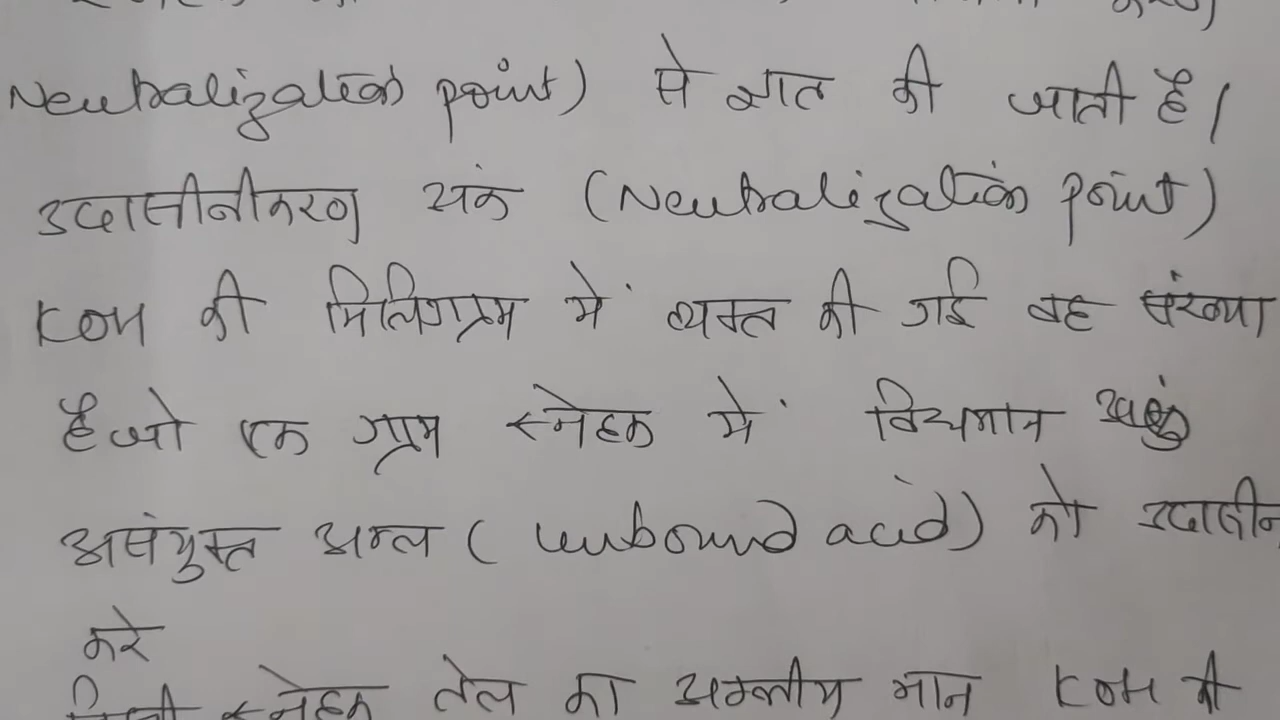 Neutralization point) से ज्ञात की जाती है।
उदासीनीकरण अंक (Neutralization point)
KOH की मिलिग्राम में व्यक्त की गई वह संख्या
है जो एक ग्राम स्नेहक में विद्यमान
असंयुक्त अम्ल ( unbound acid) को उदासीन
करे
स्नेहक तेल का अम्लीय मान KOH की